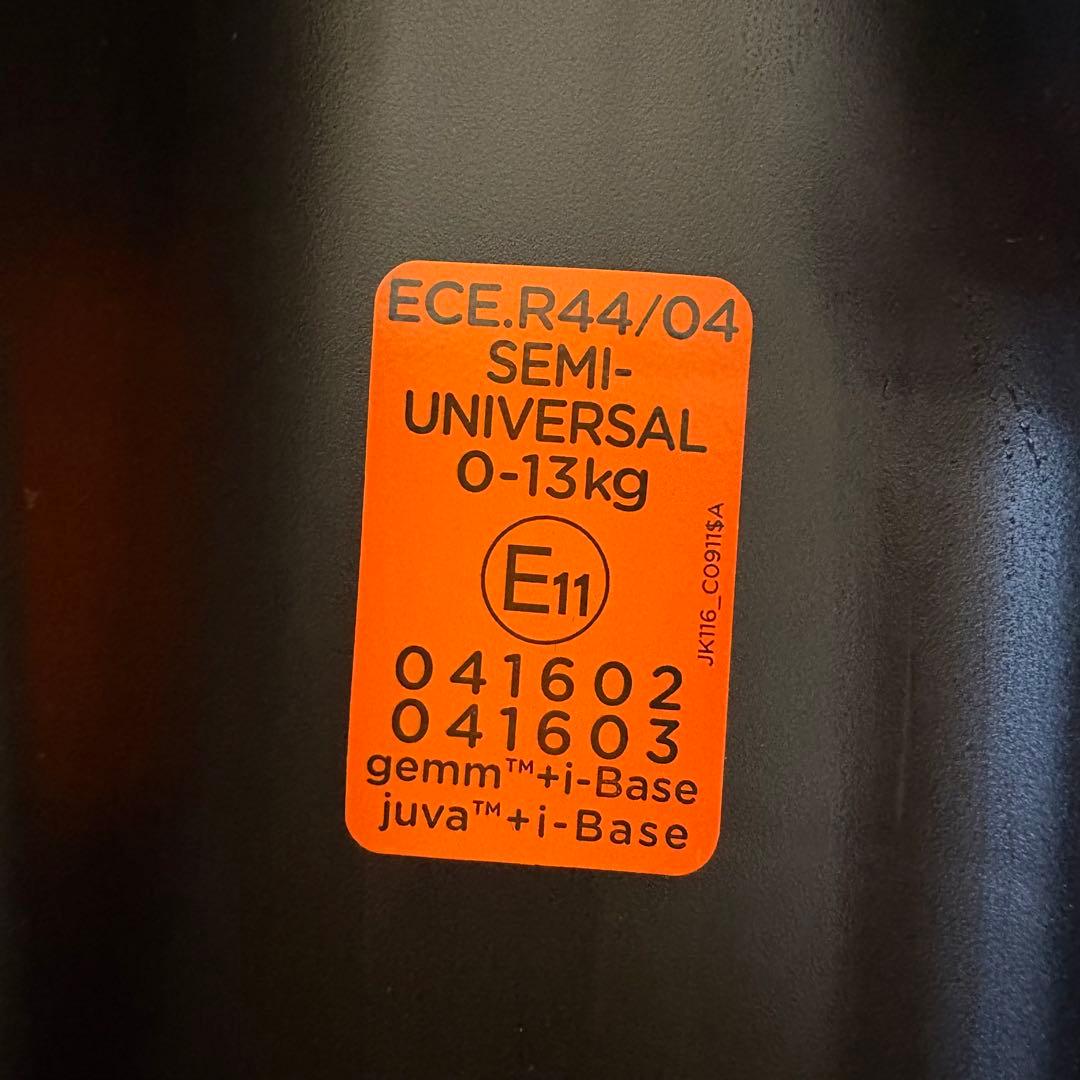 ECE.R44/04
SEMI-
UNIVERSAL
0-13kg
E11
041602
041603
gemm™+i-Base
juva™+i-Base
JK116_C0911$A